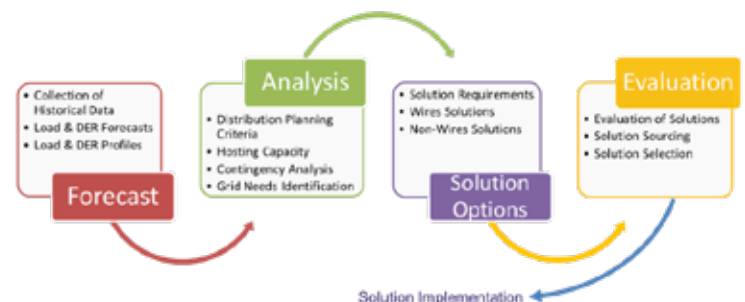 Forecast
• Collection of
Historical Data
• Load & DER Forecasts
• Load & DER Profiles
Analysis
• Distribution Planning
Criteria
• Hosting Capacity
• Contingency Analysis
• Grid Needs Identification
• Solution Requirements
• Wires Solutions
• Non-Wires Solutions
Solution
Options
Evaluation
• Evaluation of Solutions
• Solution Sourcing
• Solution Selection
Solution Implementation